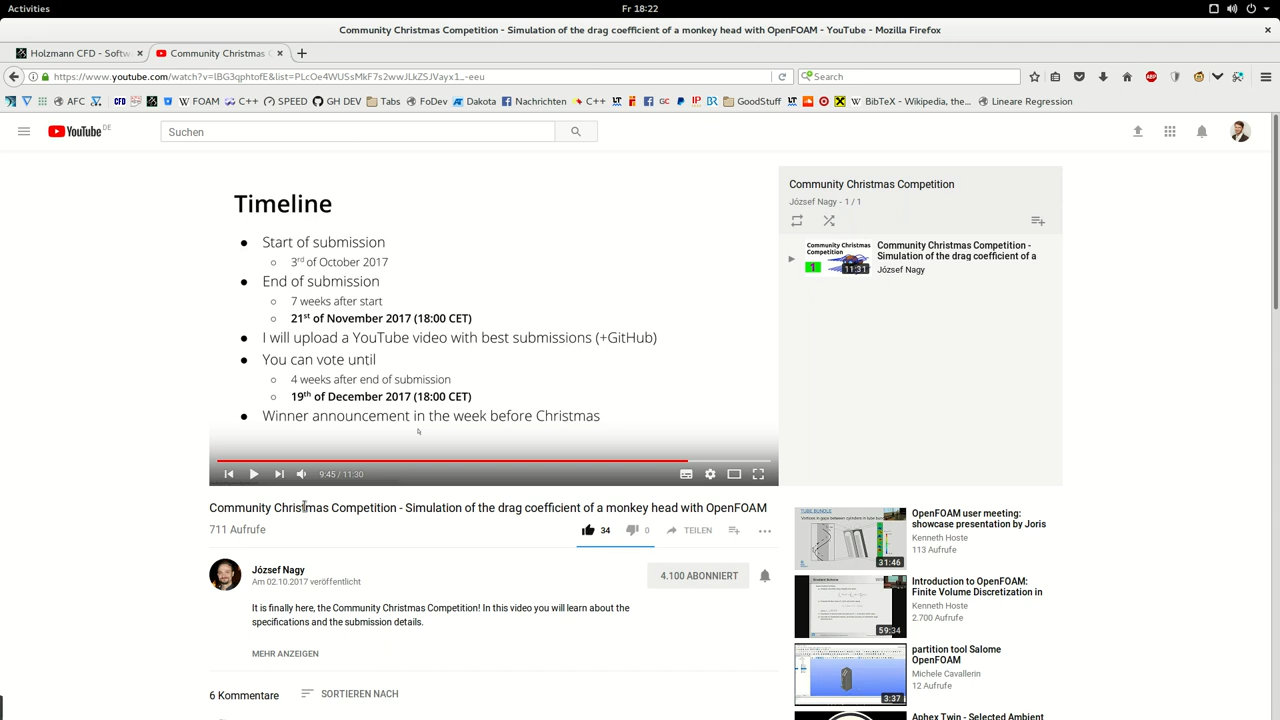 Activities
Fr 18:22
Community Christmas Competition - Simulation of the drag coefficient of a monkey head with OpenFOAM - YouTube - Mozilla Firefox
Holzmann CFD - Softw
Community Christmas C
https://www.youtube.com/watch?v=lBG3qphtofE&list=PLcOe4WUSsMkF7s2wwJLkZSJVayx1_-eeu
Search
AFC
CFD
FOAM
C++
SPEED
GH DEV
Tabs
FoDev
Dakota
Nachrichten
C++
LT
GC
IP
BR
GoodStuff
LT
BibTeX - Wikipedia, the...
Lineare Regression
YouTube DE
Suchen
Timeline
● Start of submission
○ 3rd of October 2017
● End of submission
○ 7 weeks after start
○ 21st of November 2017 (18:00 CET)
● I will upload a YouTube video with best submissions (+GitHub)
● You can vote until
○ 4 weeks after end of submission
○ 19th of December 2017 (18:00 CET)
● Winner announcement in the week before Christmas
9:45 / 11:30
Community Christmas Competition
József Nagy - 1 / 1
Community Christmas Competition
1
11:31
Community Christmas Competition -
Simulation of the drag coefficient of a
József Nagy
Community Christmas Competition - Simulation of the drag coefficient of a monkey head with OpenFOAM
711 Aufrufe
34
0
TEILEN
József Nagy
Am 02.10.2017 veröffentlicht
4.100 ABONNIERT
It is finally here, the Community Christmas Competition! In this video you will learn about the
specifications and the submission details.
MEHR ANZEIGEN
6 Kommentare
SORTIEREN NACH
TUBE BUNDLE
31:46
OpenFOAM user meeting:
showcase presentation by Joris
Kenneth Hoste
113 Aufrufe
59:34
Introduction to OpenFOAM:
Finite Volume Discretization in
Kenneth Hoste
2.700 Aufrufe
3:37
partition tool Salome
OpenFOAM
Michele Cavallerin
12 Aufrufe
Aphex Twin - Selected Ambient